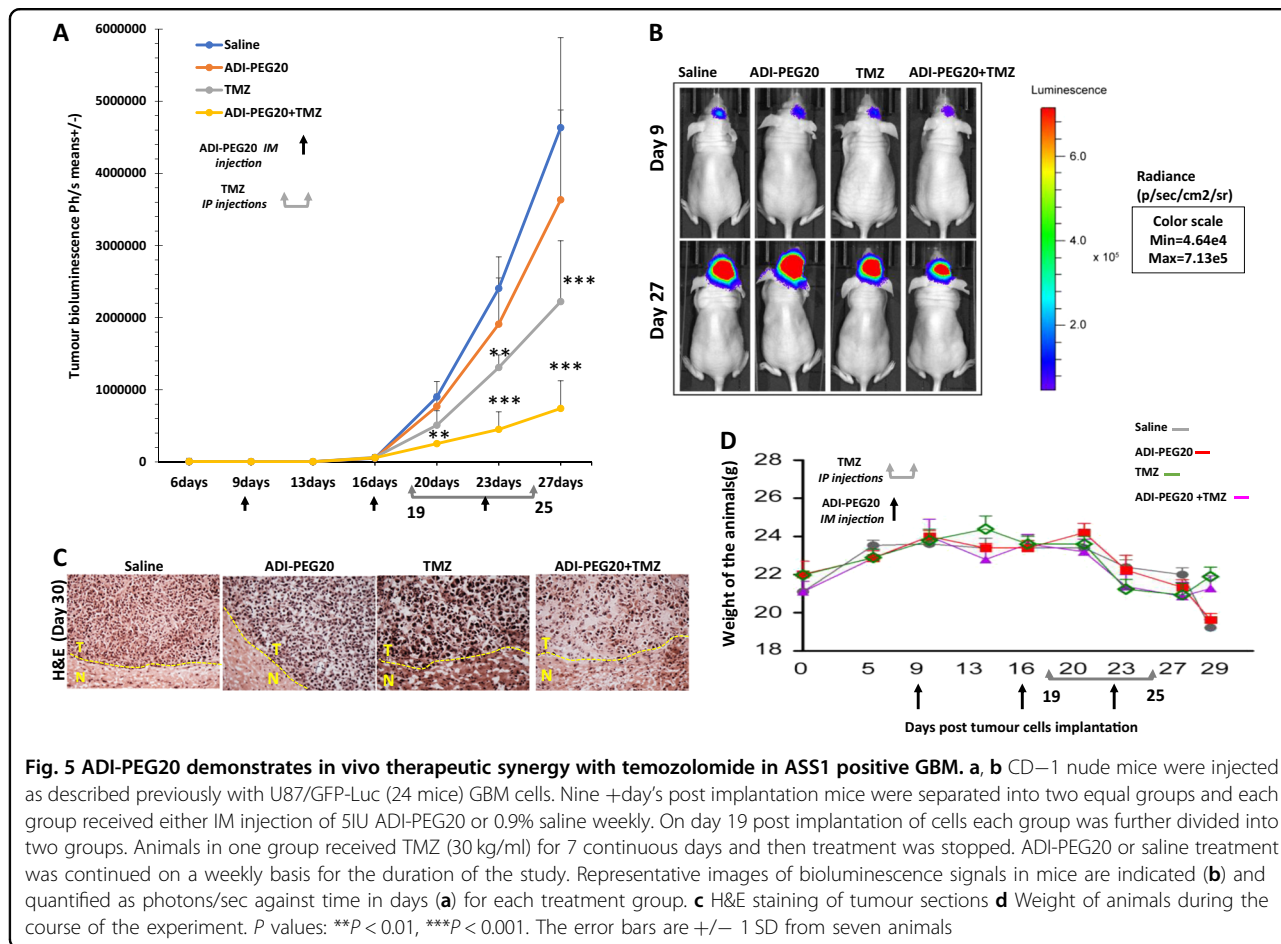 A
6000000
5000000
4000000
3000000
2000000
1000000
0
Tumour bioluminescence Ph/s means+/-)
Saline
ADI-PEG20
TMZ
ADI-PEG20+TMZ
ADI-PEG20 IM
injection
TMZ
IP injections
***
**
***
***
**
6days 9days 13days 16days 20days 23days 27days
19 25
B
Saline ADI-PEG20 TMZ ADI-PEG20+TMZ
Day 9
Day 27
Luminescence
6.0
4.0
x 10⁵
2.0
Radiance
(p/sec/cm2/sr)
Color scale
Min=4.64e4
Max=7.13e5
C
Saline ADI-PEG20 TMZ ADI-PEG20+TMZ
H&E (Day 30)
T
N
T
N
T
N
T
N
D
Saline
ADI-PEG20
TMZ
ADI-PEG20 +TMZ
TMZ
IP injections
ADI-PEG20
IM injection
Weight of the animals(g)
28
26
24
22
20
18
0 5 9 13 16 20 23 27 29
19 25
Days post tumour cells implantation
Fig. 5 ADI-PEG20 demonstrates in vivo therapeutic synergy with temozolomide in ASS1 positive GBM. a, b CD−1 nude mice were injected
as described previously with U87/GFP-Luc (24 mice) GBM cells. Nine +day's post implantation mice were separated into two equal groups and each
group received either IM injection of 5IU ADI-PEG20 or 0.9% saline weekly. On day 19 post implantation of cells each group was further divided into
two groups. Animals in one group received TMZ (30 kg/ml) for 7 continuous days and then treatment was stopped. ADI-PEG20 or saline treatment
was continued on a weekly basis for the duration of the study. Representative images of bioluminescence signals in mice are indicated (b) and
quantified as photons/sec against time in days (a) for each treatment group. c H&E staining of tumour sections d Weight of animals during the
course of the experiment. P values: **P < 0.01, ***P < 0.001. The error bars are +/− 1 SD from seven animals